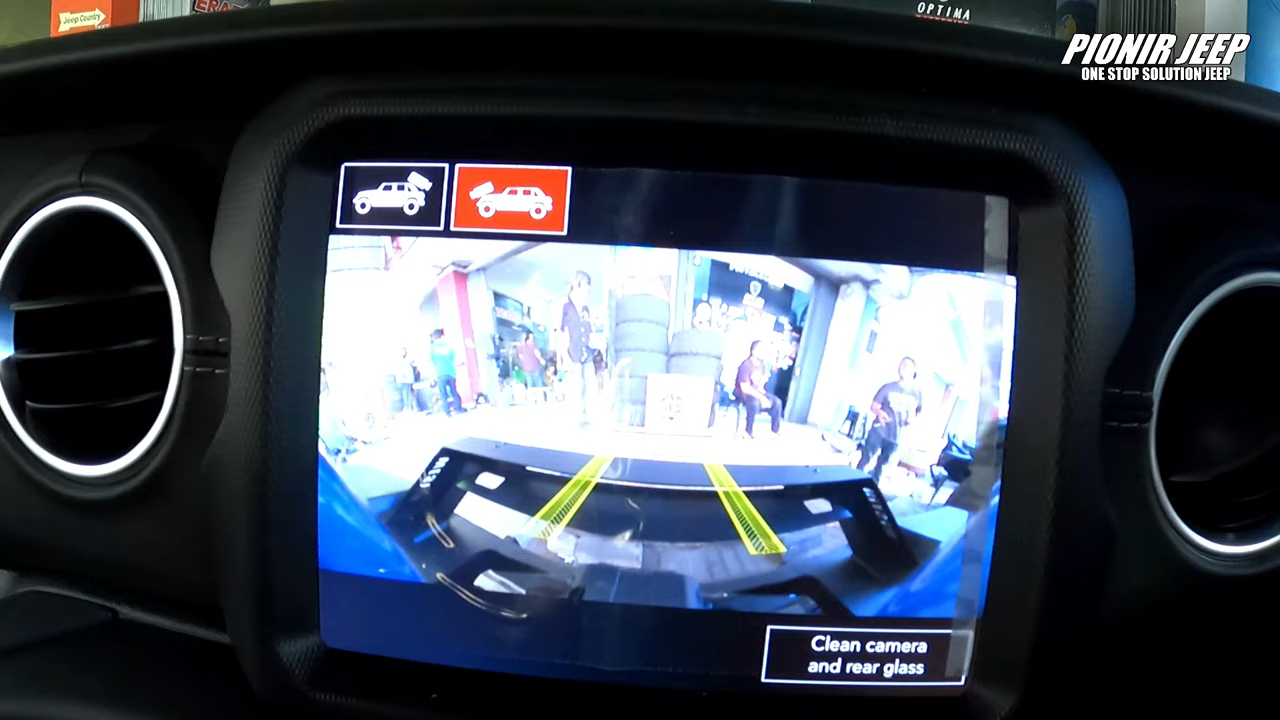 Jeep Country
OPTIMA
PIONIR JEEP
ONE STOP SOLUTION JEEP
Clean camera
and rear glass